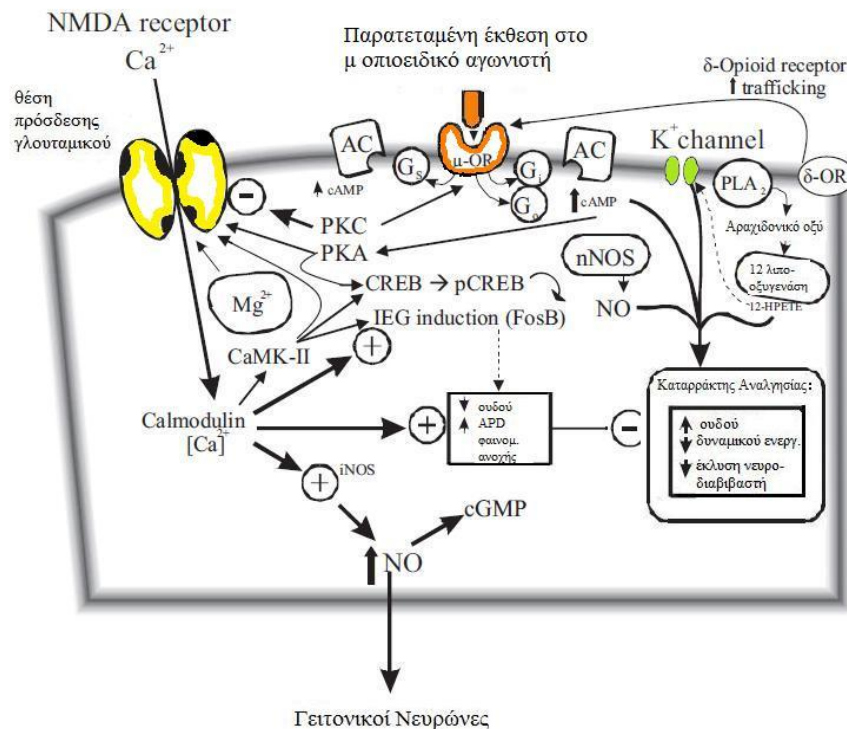 NMDA receptor
Ca2+
θέση
πρόσδεσης
γλουταμικού
Παρατεταμένη έκθεση στο
μ οπιοειδικό αγωνιστή
δ-Opioid receptor
trafficking
K+channel
AC
cAMP
Gs
μ-OR
Gi
Go
AC
cAMP
PLA2
δ-OR
Αραχιδονικό οξύ
12 λιπο-
οξυγενάση
12-HPETE
−
PKC
PKA
Mg2+
CREB → pCREB
nNOS
NO
IEG induction (FosB)
CaMK-II
+
Calmodulin
[Ca]2+
+
ουδού
APD
φαινομ.
ανοχής
−
Καταρράκτης Αναλγησίας:
ουδού
δυναμικού ενεργ.
έκλυση νευρο-
διαβιβαστή
+
iNOS
cGMP
NO
Γειτονικοί Νευρώνες